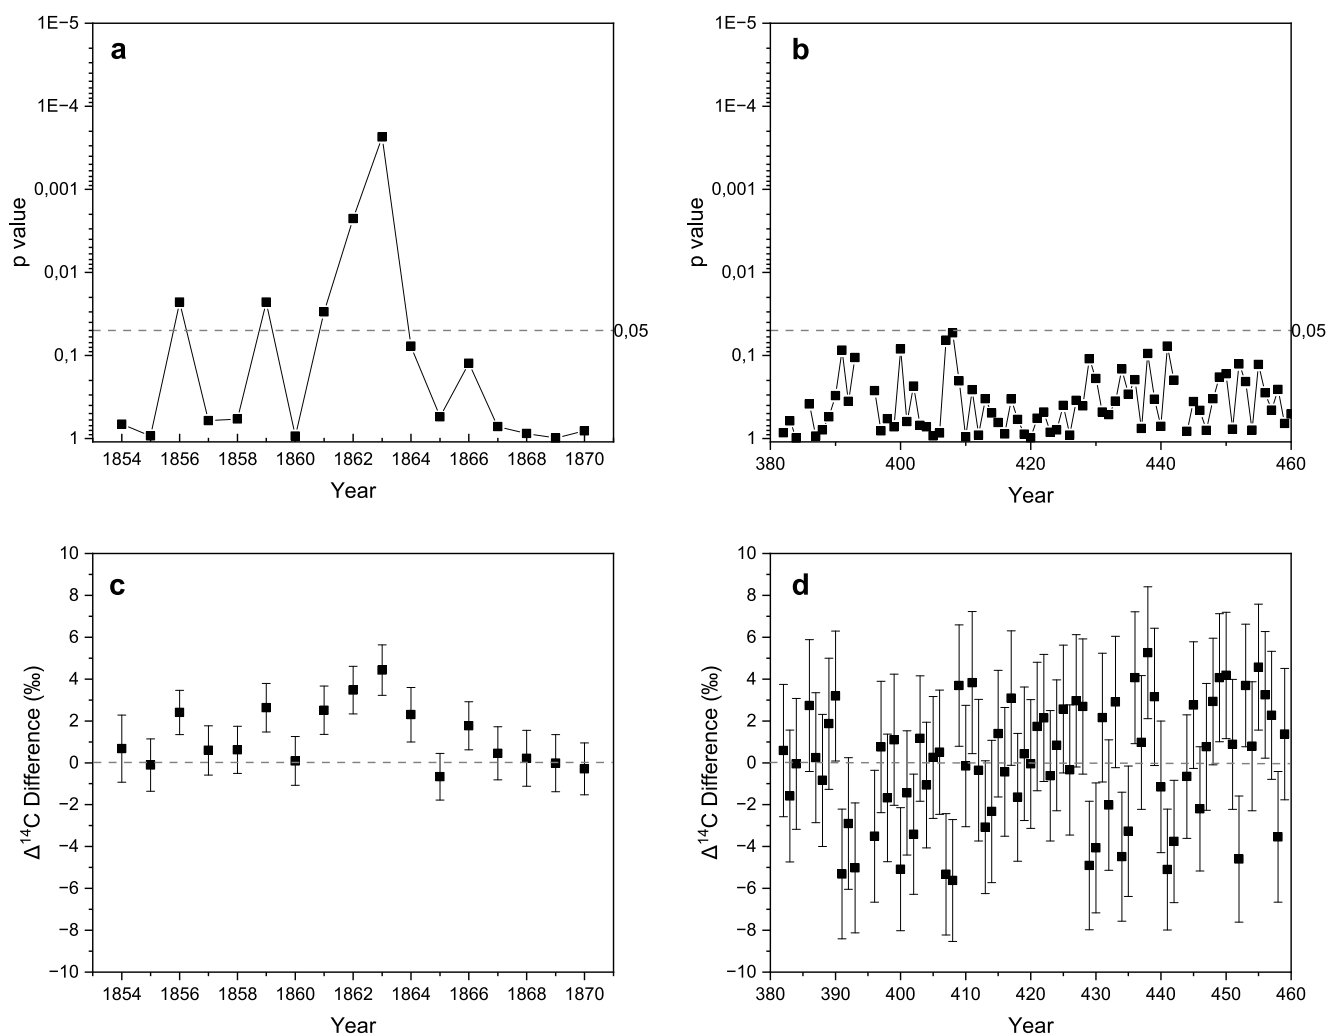 a
1E−5
1E−4
0,001
0,01
0,1
1
p value
0,05
1854 1856 1858 1860 1862 1864 1866 1868 1870
Year
b
1E−5
1E−4
0,001
0,01
0,1
1
p value
0,05
380 400 420 440 460
Year
c
10
8
6
4
2
0
−2
−4
−6
−8
−10
Δ¹⁴C Difference (‰)
1854 1856 1858 1860 1862 1864 1866 1868 1870
Year
d
10
8
6
4
2
0
−2
−4
−6
−8
−10
Δ¹⁴C Difference (‰)
380 390 400 410 420 430 440 450 460
Year